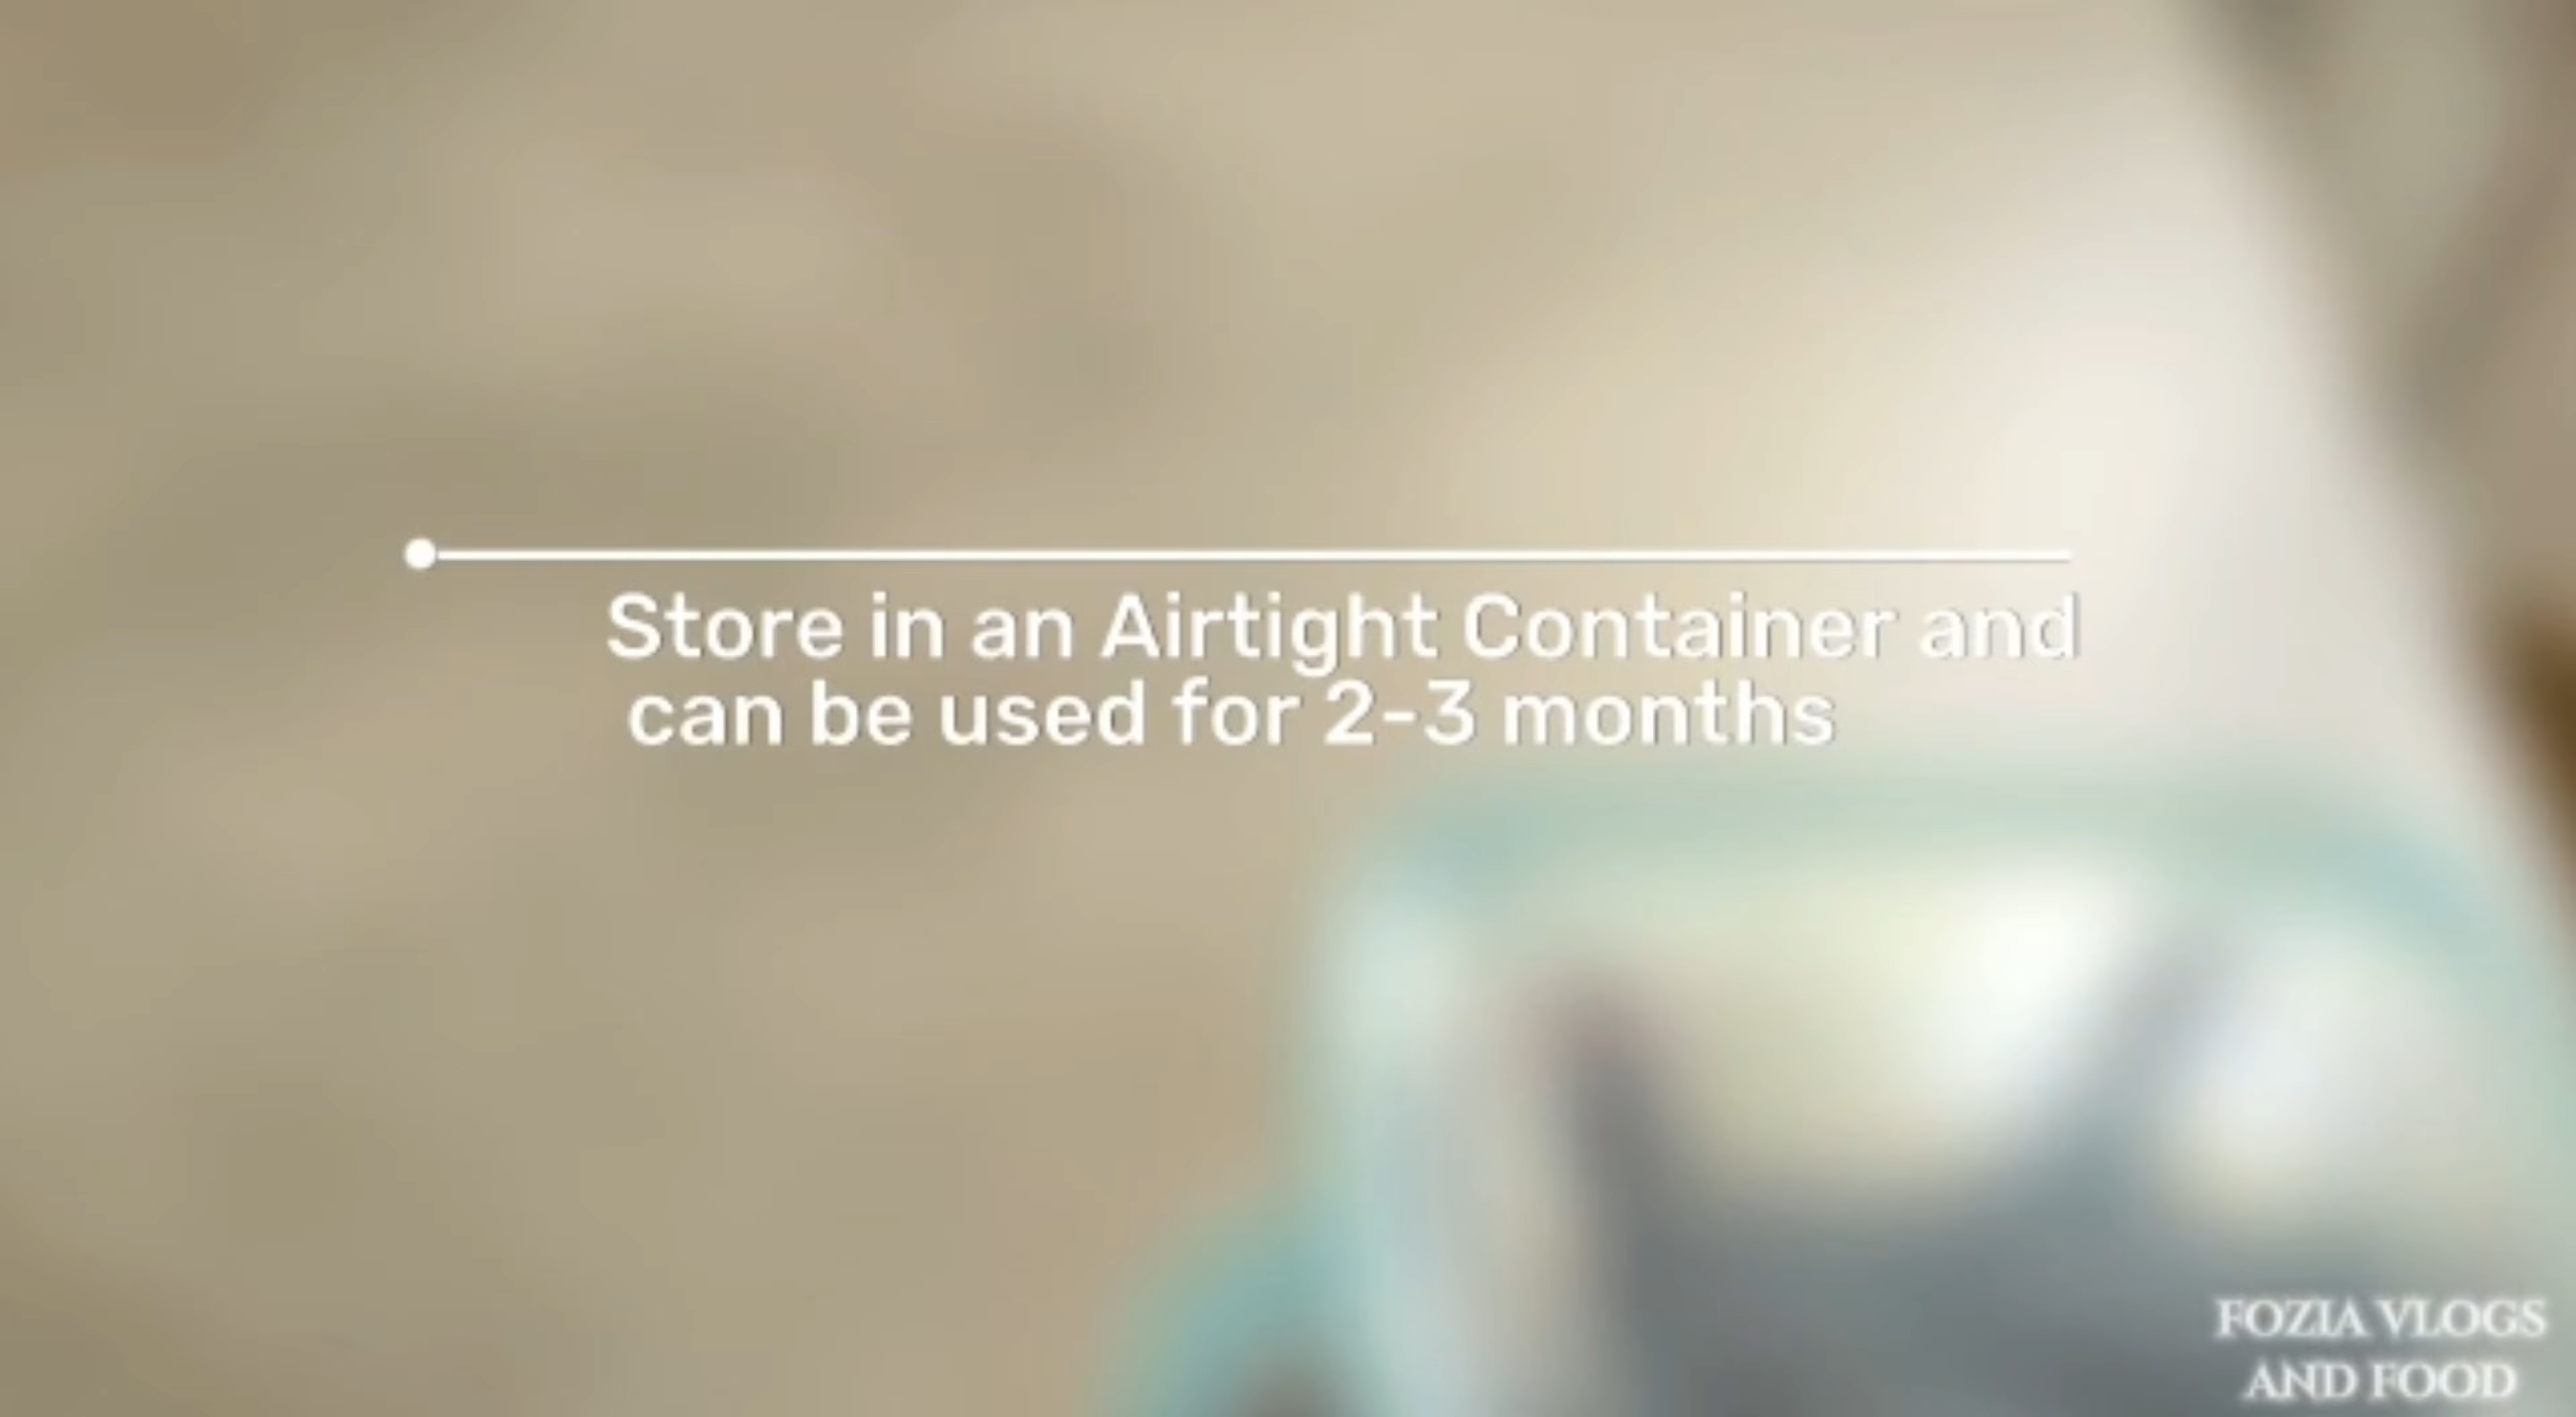 Store in an Airtight Container and
can be used for 2-3 months
FOZIA VLOGS
AND FOOD